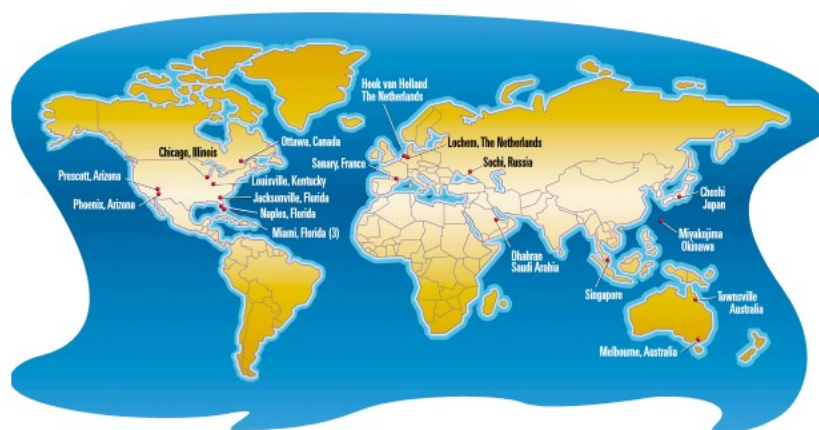 Hoek van Holland
The Netherlands
Ottawa, Canada
Chicago, Illinois
Lochem, The Netherlands
Sanary, France
Sochi, Russia
Prescott, Arizona
Louisville, Kentucky
Jacksonville, Florida
Choshi
Japan
Phoenix, Arizona
Naples, Florida
Miami, Florida (3)
Miyakojima
Okinawa
Dhahran
Saudi Arabia
Singapore
Townsville
Australia
Melbourne, Australia